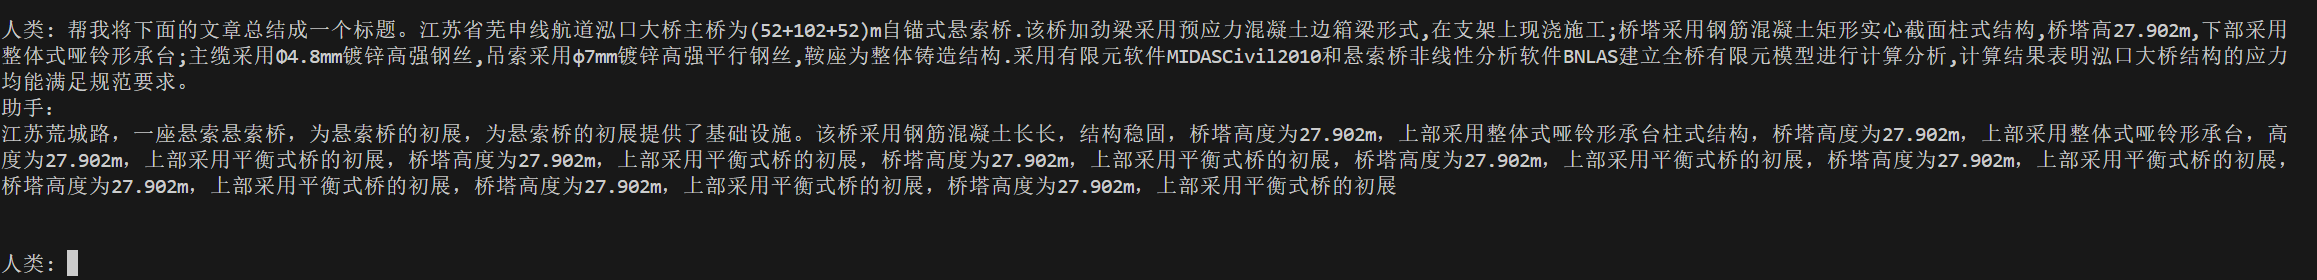 人类: 帮我将下面的文章总结成一个标题。江苏省芜申线航道泓口大桥主桥为(52+102+52)m自锚式悬索桥.该桥加劲梁采用预应力混凝土边箱梁形式,在支架上现浇施工;桥塔采用钢筋混凝土矩形实心截面柱式结构,桥塔高27.902m,下部采用
整体式哑铃形承台;主缆采用Φ4.8mm镀锌高强钢丝,吊索采用φ7mm镀锌高强平行钢丝,鞍座为整体铸造结构.采用有限元软件MIDASCivil2010和悬索桥非线性分析软件BNLAS建立全桥有限元模型进行计算分析,计算结果表明泓口大桥结构的应力
均能满足规范要求。
助手:
江苏荒城路，一座悬索悬索桥，为悬索桥的初展，为悬索桥的初展提供了基础设施。该桥采用钢筋混凝土长长，结构稳固，桥塔高度为27.902m，上部采用整体式哑铃形承台柱式结构，桥塔高度为27.902m，上部采用整体式哑铃形承台，高
度为27.902m，上部采用平衡式桥的初展，桥塔高度为27.902m，上部采用平衡式桥的初展，桥塔高度为27.902m，上部采用平衡式桥的初展，桥塔高度为27.902m，上部采用平衡式桥的初展，桥塔高度为27.902m，上部采用平衡式桥的初展，
桥塔高度为27.902m，上部采用平衡式桥的初展，桥塔高度为27.902m，上部采用平衡式桥的初展，桥塔高度为27.902m，上部采用平衡式桥的初展
人类: